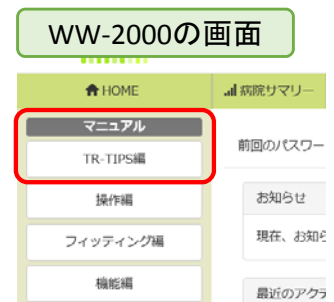 WW-2000の画面
HOME
病院サマリー
マニュアル
TR-TIPS編
前回のパスワー
操作編
お知らせ
フィッティング編
現在、お知ら
機能編
最近のアクテ